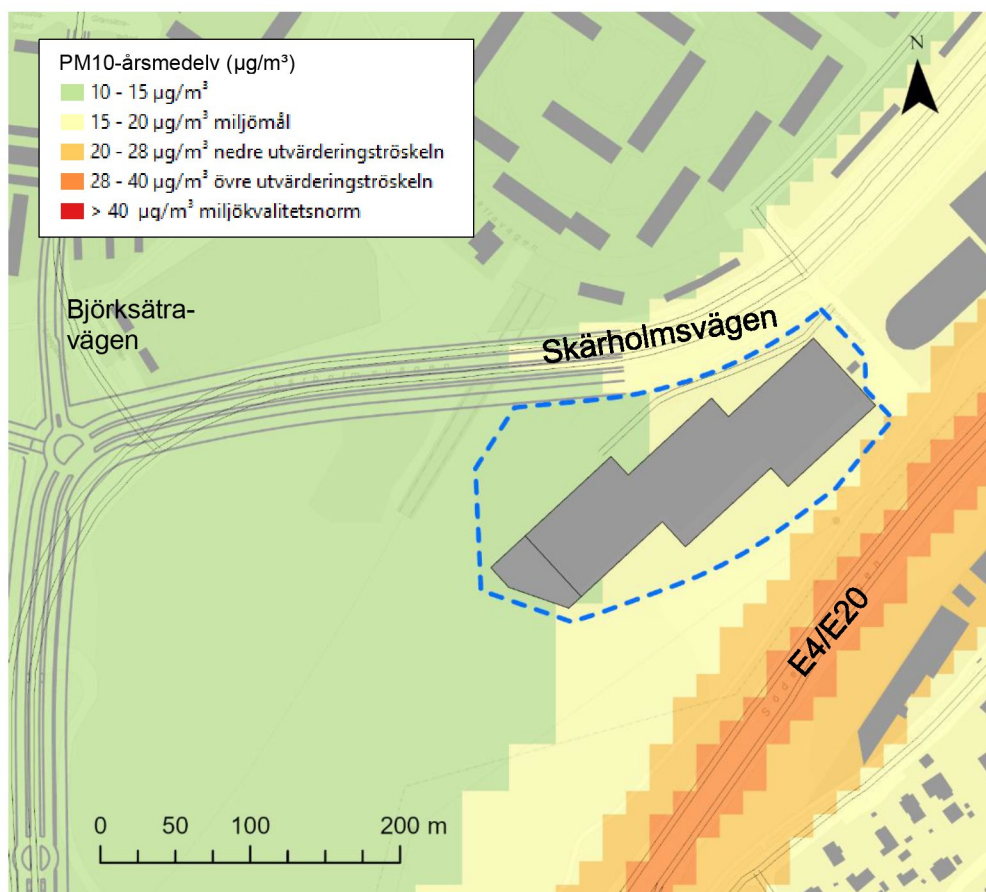 PM10-årsmedelv (µg/m³)
10 - 15 µg/m³
15 - 20 µg/m³ miljömål
20 - 28 µg/m³ nedre utvärderingströskeln
28 - 40 µg/m³ övre utvärderingströskeln
> 40 µg/m³ miljökvalitetsnorm
N
Björksätra-
vägen
Skärholmsvägen
E4/E20
0 50 100 200 m